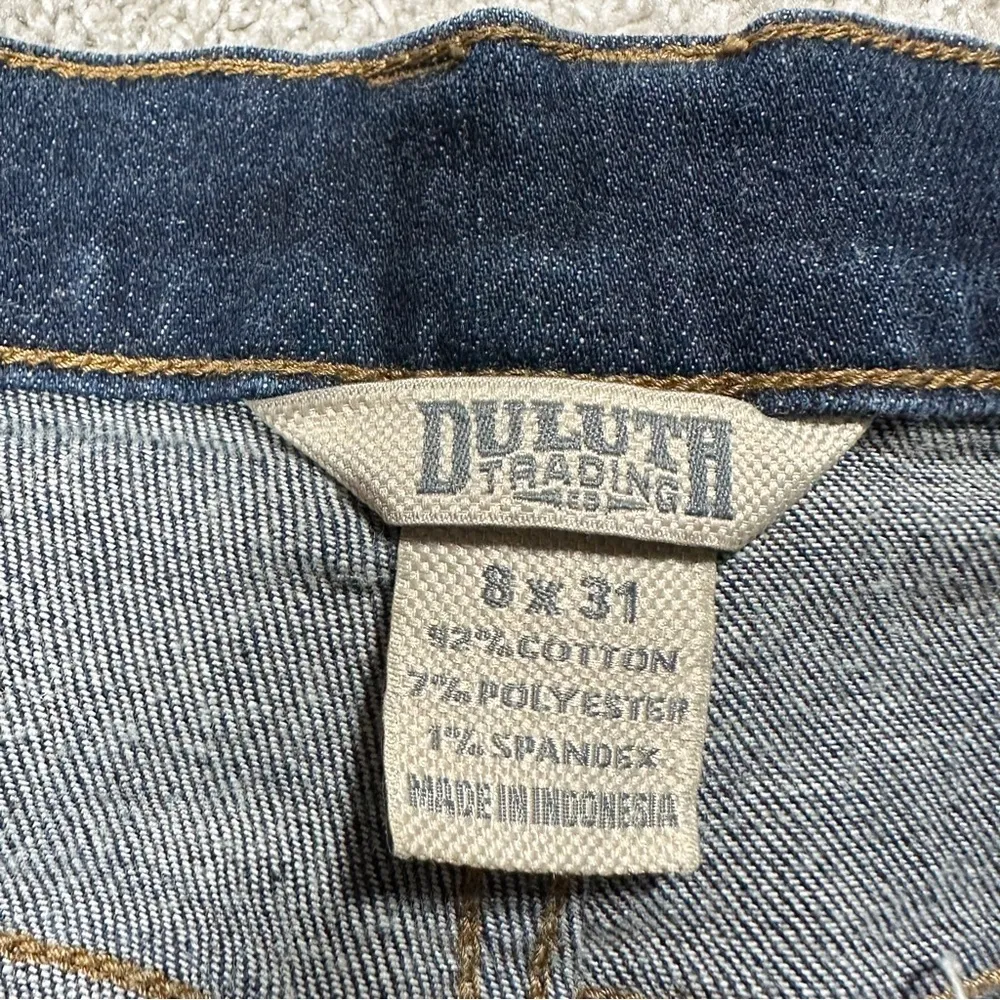 DULUTH
TRADING
CO
8 x 31
92% COTTON
7% POLYESTER
1% SPANDEX
MADE IN INDONESIA